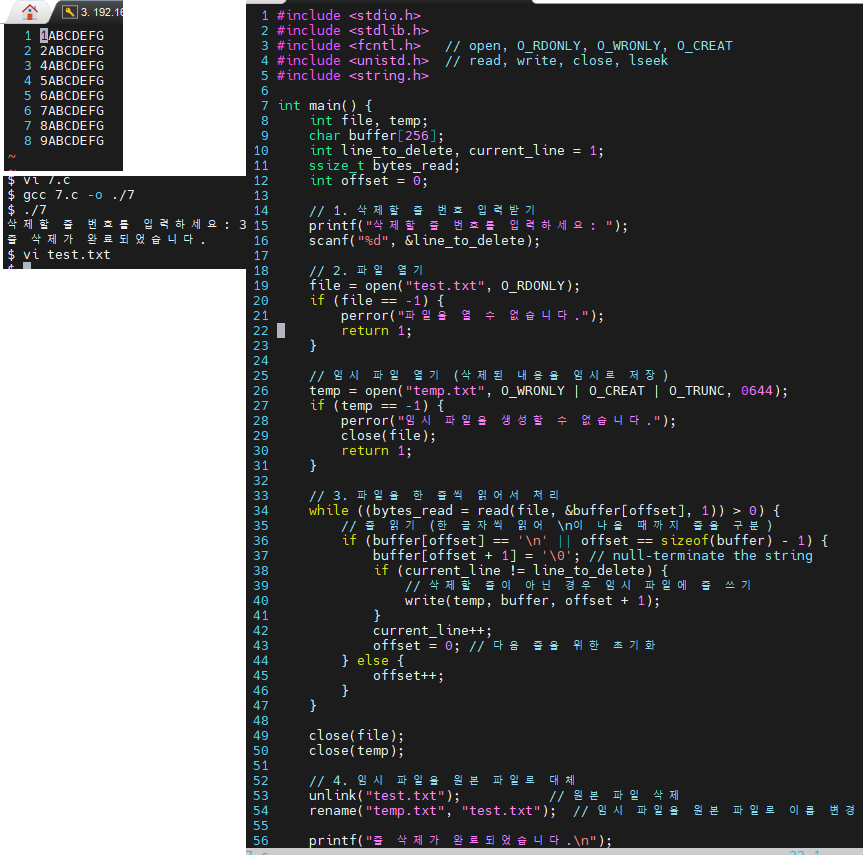 3. 192.16
1 1ABCDEFG
2 2ABCDEFG
3 4ABCDEFG
4 5ABCDEFG
5 6ABCDEFG
6 7ABCDEFG
7 8ABCDEFG
8 9ABCDEFG
~
$ vi 7.c
$ gcc 7.c -o ./7
$ ./7
삭제할 줄 번호를 입력하세요: 3
줄 삭제가 완료되었습니다.
$ vi test.txt
$
1 #include <stdio.h>
2 #include <stdlib.h>
3 #include <fcntl.h>   // open, O_RDONLY, O_WRONLY, O_CREAT
4 #include <unistd.h>  // read, write, close, lseek
5 #include <string.h>
6
7 int main() {
8     int file, temp;
9     char buffer[256];
10     int line_to_delete, current_line = 1;
11     ssize_t bytes_read;
12     int offset = 0;
13
14     // 1. 삭제할 줄 번호 입력받기
15     printf("삭제할 줄 번호를 입력하세요: ");
16     scanf("%d", &line_to_delete);
17
18     // 2. 파일 열기
19     file = open("test.txt", O_RDONLY);
20     if (file == -1) {
21         perror("파일을 열 수 없습니다.");
22         return 1;
23     }
24
25     // 임시 파일 열기 (삭제된 내용을 임시로 저장)
26     temp = open("temp.txt", O_WRONLY | O_CREAT | O_TRUNC, 0644);
27     if (temp == -1) {
28         perror("임시 파일을 생성할 수 없습니다.");
29         close(file);
30         return 1;
31     }
32
33     // 3. 파일을 한 줄씩 읽어서 처리
34     while ((bytes_read = read(file, &buffer[offset], 1)) > 0) {
35         // 줄 읽기 (한 글자씩 읽어 \n이 나올 때까지 줄을 구분)
36         if (buffer[offset] == '\n' || offset == sizeof(buffer) - 1) {
37             buffer[offset + 1] = '\0'; // null-terminate the string
38             if (current_line != line_to_delete) {
39                 // 삭제할 줄이 아닌 경우 임시 파일에 줄 쓰기
40                 write(temp, buffer, offset + 1);
41             }
42             current_line++;
43             offset = 0; // 다음 줄을 위한 초기화
44         } else {
45             offset++;
46         }
47     }
48
49     close(file);
50     close(temp);
51
52     // 4. 임시 파일을 원본 파일로 대체
53     unlink("test.txt");           // 원본 파일 삭제
54     rename("temp.txt", "test.txt");  // 임시 파일을 원본 파일로 이름 변경
55
56     printf("줄 삭제가 완료되었습니다.\n");